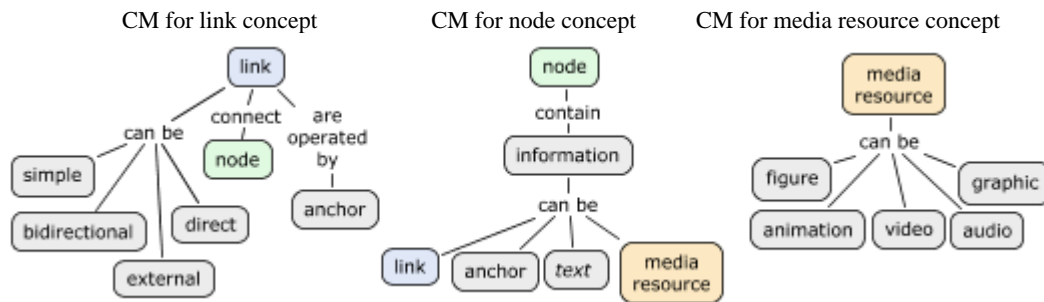 CM for link concept
link
can be
connect
are
operated
by
simple
node
bidirectional
direct
anchor
external
CM for node concept
node
contain
information
can be
link
anchor
text
media
resource
CM for media resource concept
media
resource
can be
figure
graphic
animation
video
audio